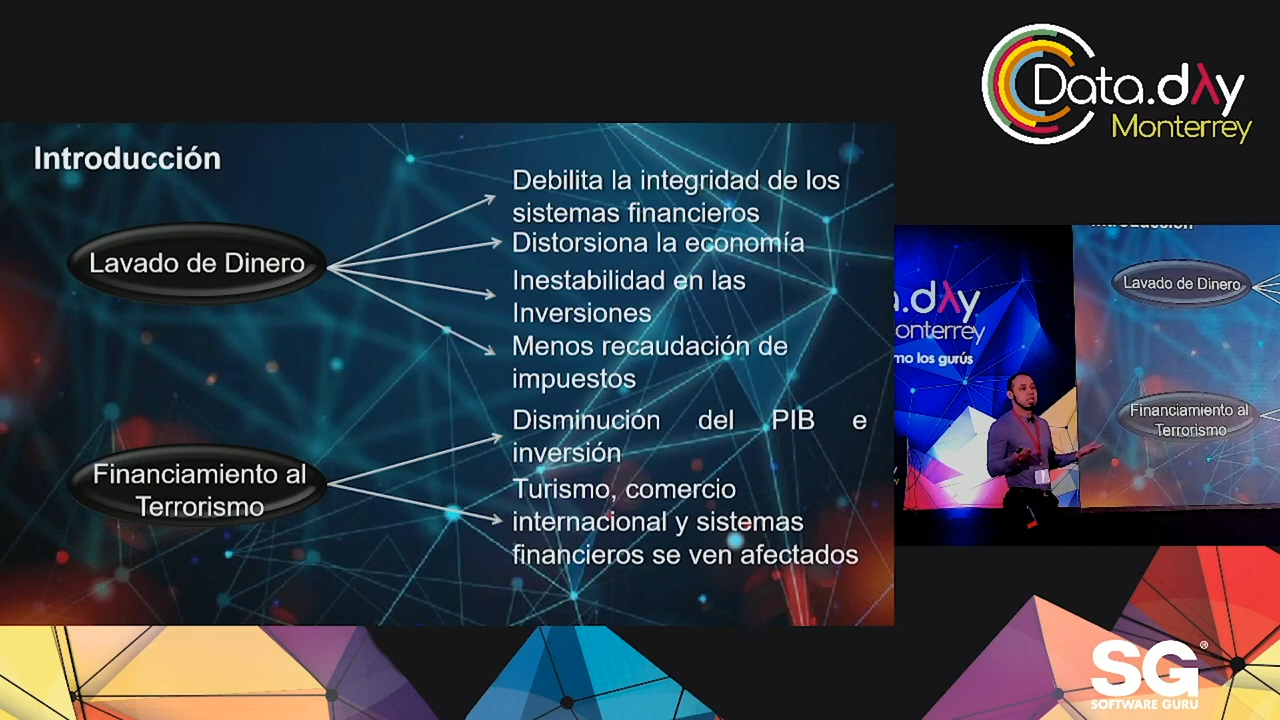 Data.dλy
Monterrey
Introducción
Lavado de Dinero
Debilita la integridad de los
sistemas financieros
Distorsiona la economía
Inestabilidad en las
Inversiones
Menos recaudación de
impuestos
Financiamiento al
Terrorismo
Disminución del PIB e
inversión
Turismo, comercio
internacional y sistemas
financieros se ven afectados
a.dλy
onterrey
mo los gurús
Introducción
Lavado de Dinero
Financiamiento al
Terrorismo
SG®
SOFTWARE GURU